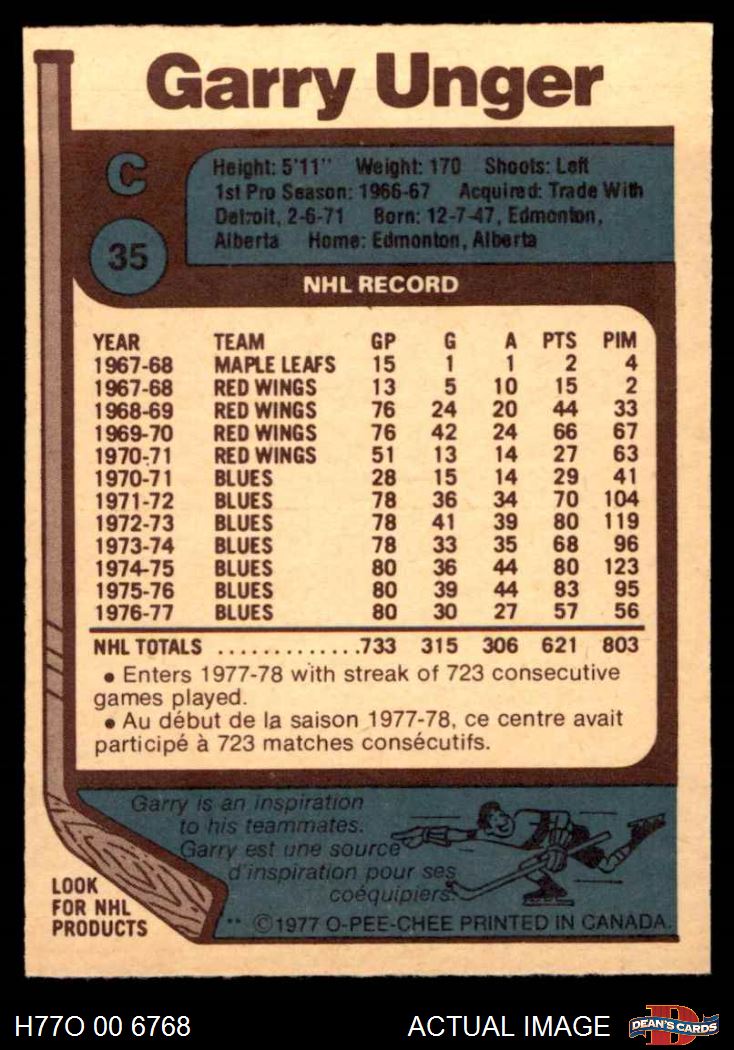 Garry Unger
C
35
Height: 5'11" Weight: 170 Shoots: Left
1st Pro Season: 1966-67 Acquired: Trade With
Detroit, 2-6-71 Born: 12-7-47, Edmonton,
Alberta Home: Edmonton, Alberta
NHL RECORD
YEAR TEAM GP G A PTS PIM
1967-68 MAPLE LEAFS 15 1 1 2 4
1967-68 RED WINGS 13 5 10 15 2
1968-69 RED WINGS 76 24 20 44 33
1969-70 RED WINGS 76 42 24 66 67
1970-71 RED WINGS 51 13 14 27 63
1970-71 BLUES 28 15 14 29 41
1971-72 BLUES 78 36 34 70 104
1972-73 BLUES 78 41 39 80 119
1973-74 BLUES 78 33 35 68 96
1974-75 BLUES 80 36 44 80 123
1975-76 BLUES 80 39 44 83 95
1976-77 BLUES 80 30 27 57 56
NHL TOTALS .............733 315 306 621 803
• Enters 1977-78 with streak of 723 consecutive
games played.
• Au début de la saison 1977-78, ce centre avait
participé à 723 matches consécutifs.
Garry is an inspiration
to his teammates.
Garry est une source
d'inspiration pour ses
coéquipiers.
LOOK
FOR NHL
PRODUCTS
** ©1977 O-PEE-CHEE PRINTED IN CANADA.
H77O 00 6768 ACTUAL IMAGE
D
DEAN'S CARDS